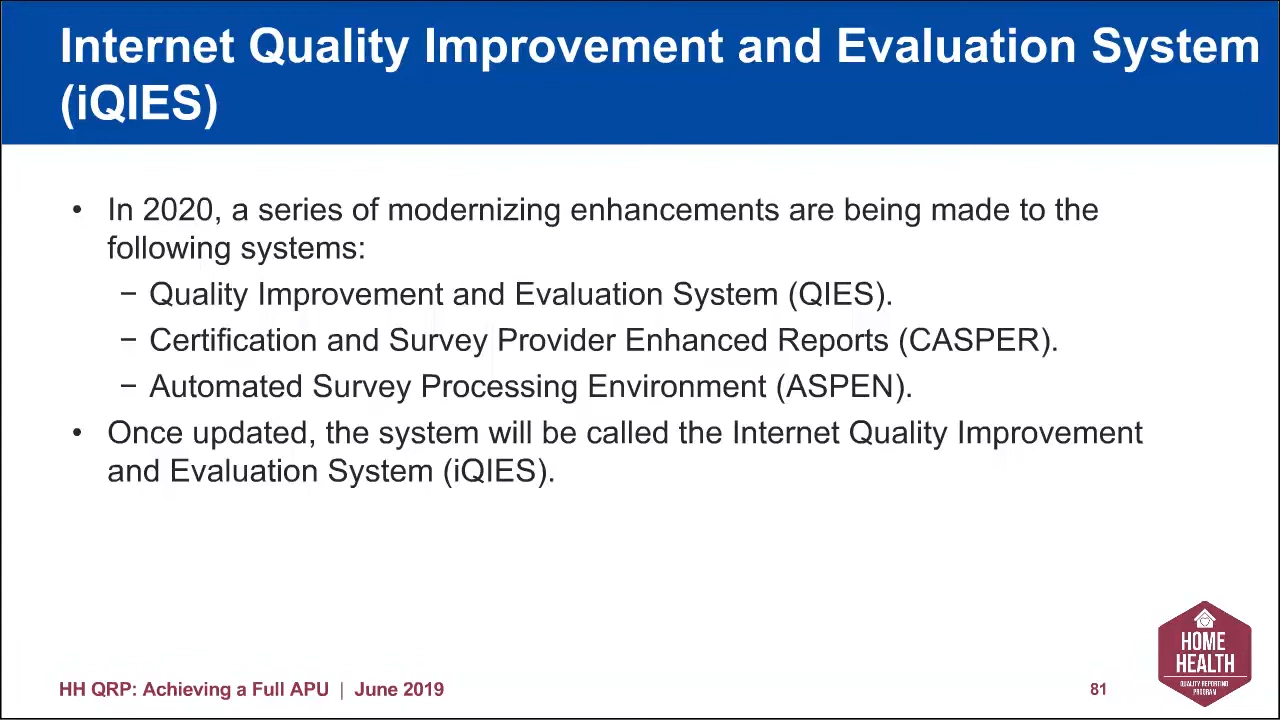 Internet Quality Improvement and Evaluation System
(iQIES)
• In 2020, a series of modernizing enhancements are being made to the
following systems:
− Quality Improvement and Evaluation System (QIES).
− Certification and Survey Provider Enhanced Reports (CASPER).
− Automated Survey Processing Environment (ASPEN).
• Once updated, the system will be called the Internet Quality Improvement
and Evaluation System (iQIES).
HOME
HEALTH
QUALITY REPORTING
PROGRAM
HH QRP: Achieving a Full APU | June 2019
81